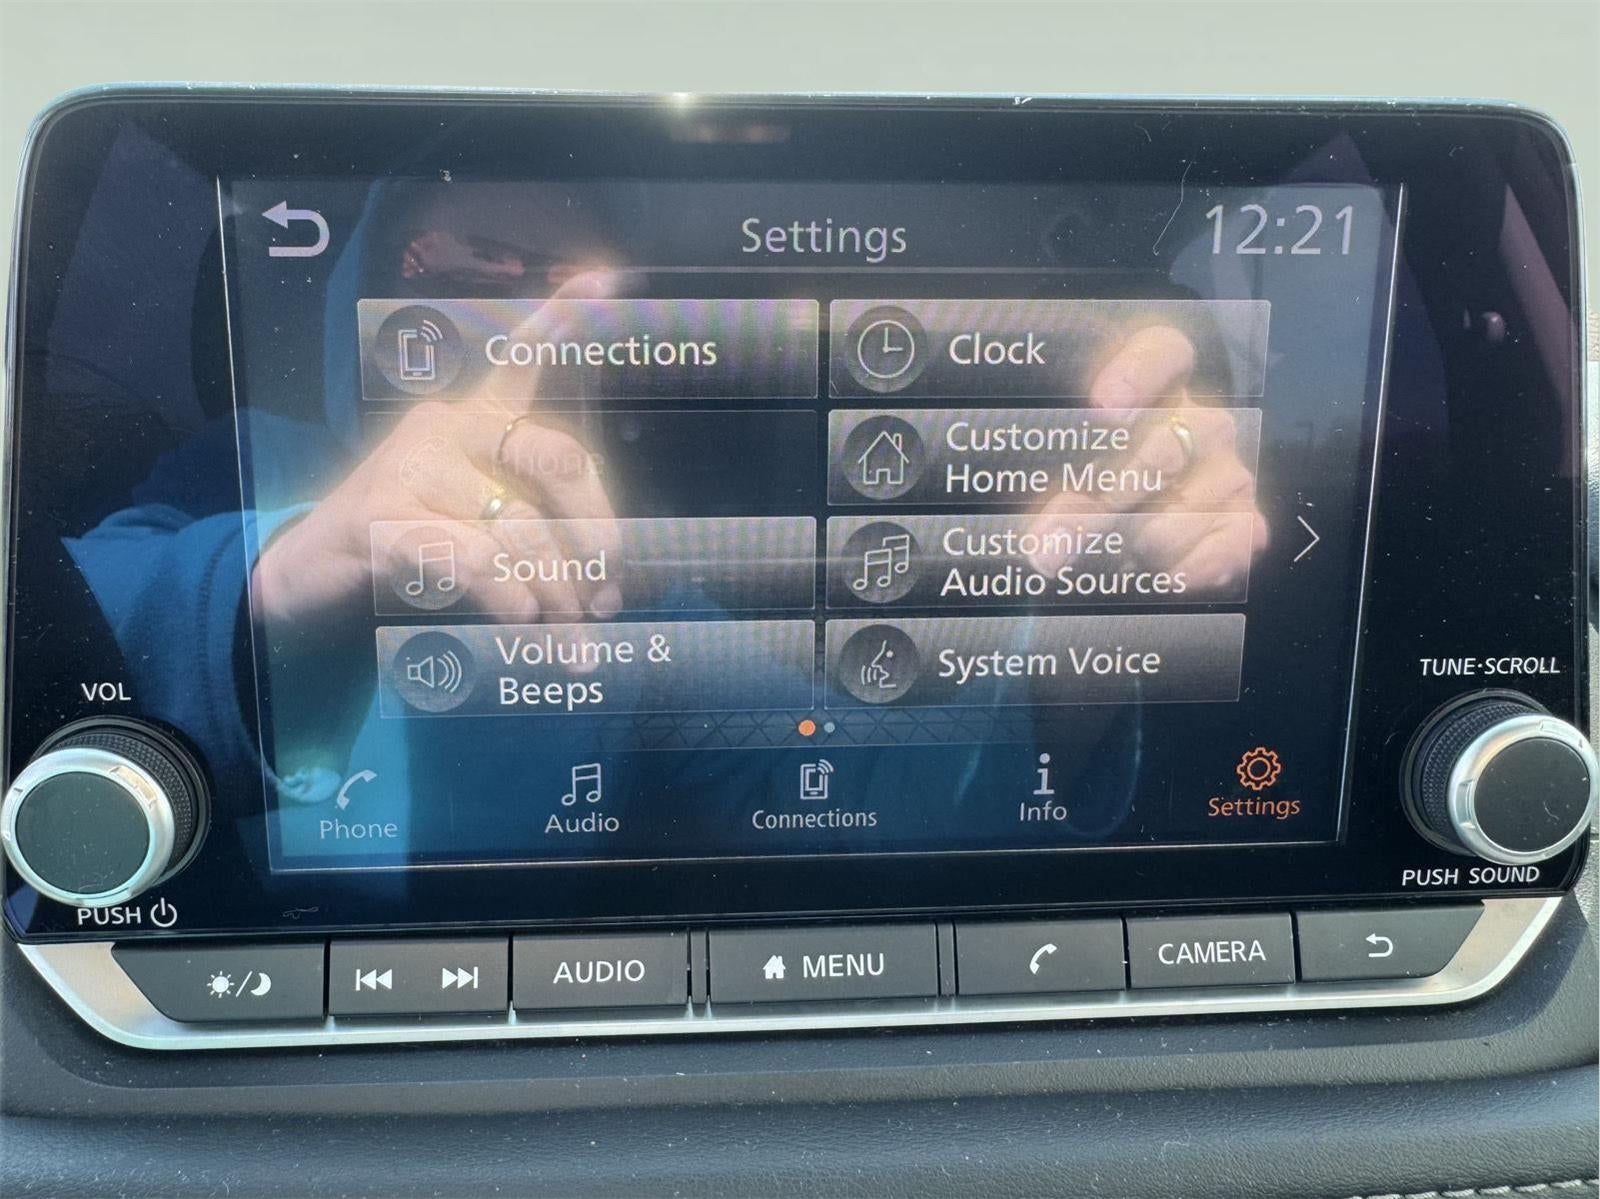 Settings
12:21
Connections
Clock
Phone
Customize
Home Menu
Sound
Customize
Audio Sources
Volume &
Beeps
System Voice
Phone
Audio
Connections
Info
Settings
VOL
PUSH
TUNE·SCROLL
PUSH SOUND
AUDIO
MENU
CAMERA